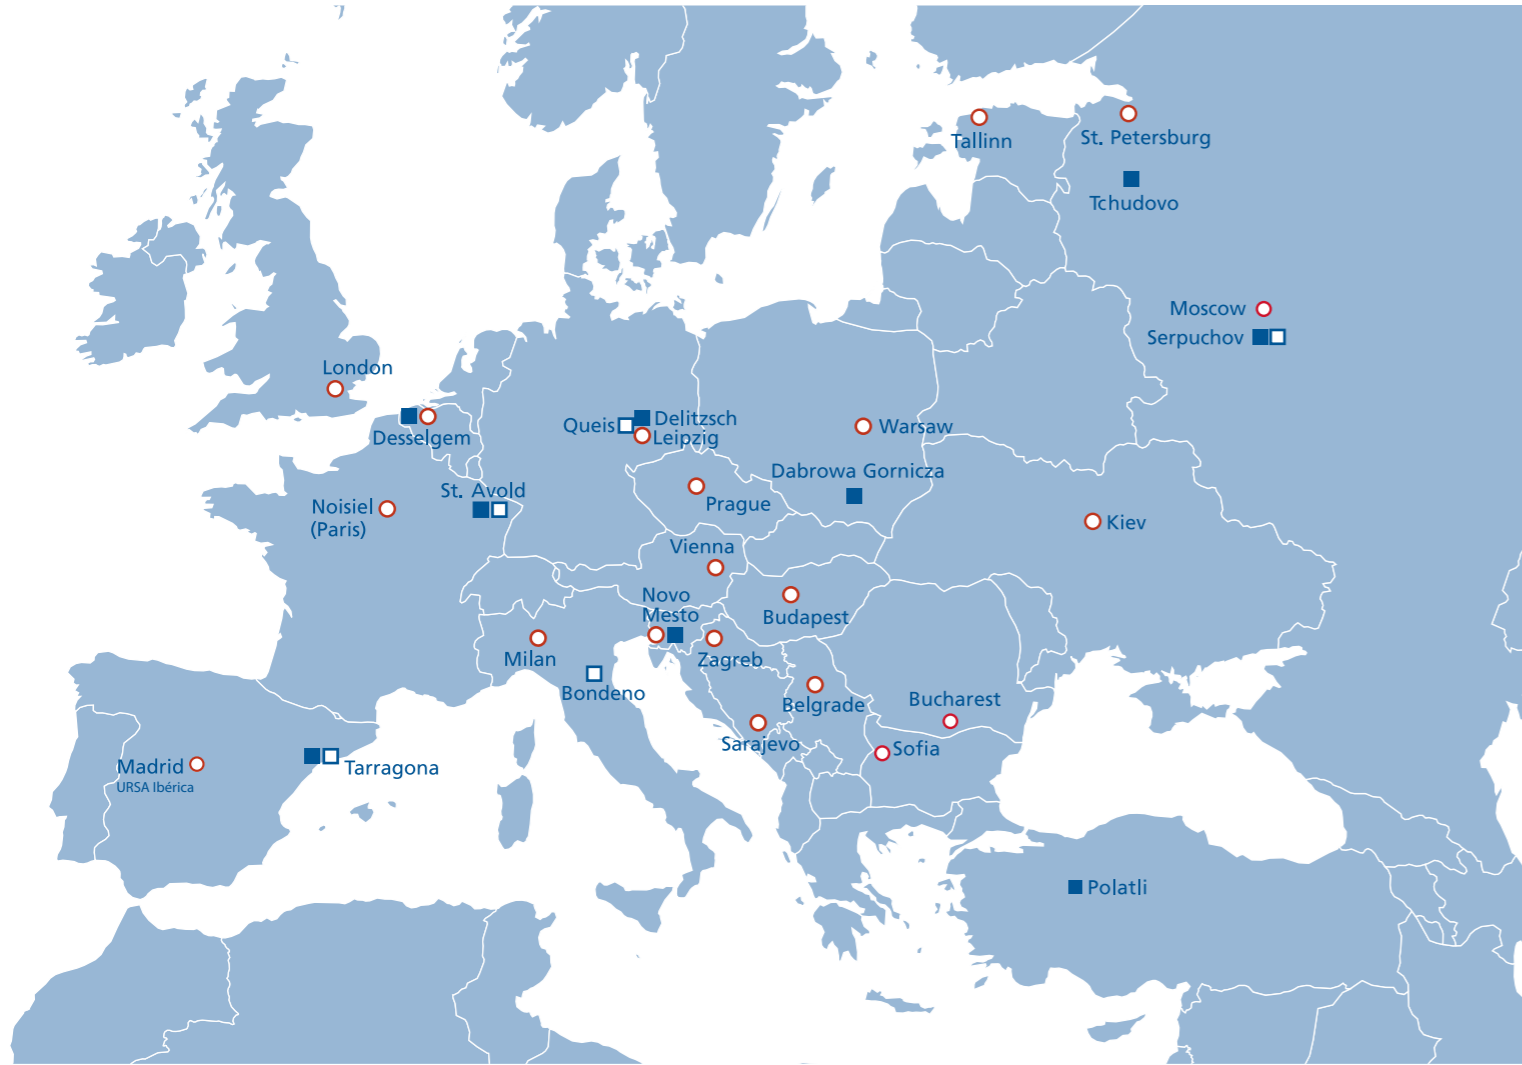 Tallinn
St. Petersburg
Tchudovo
Moscow
Serpuchov
London
Desselgem
Queis
Delitzsch
Leipzig
Warsaw
Dabrowa Gornicza
St. Avold
Noisiel
(Paris)
Prague
Kiev
Vienna
Novo
Mesto
Budapest
Milan
Zagreb
Bondeno
Belgrade
Bucharest
Sarajevo
Sofia
Madrid
URSA Ibérica
Tarragona
Polatli